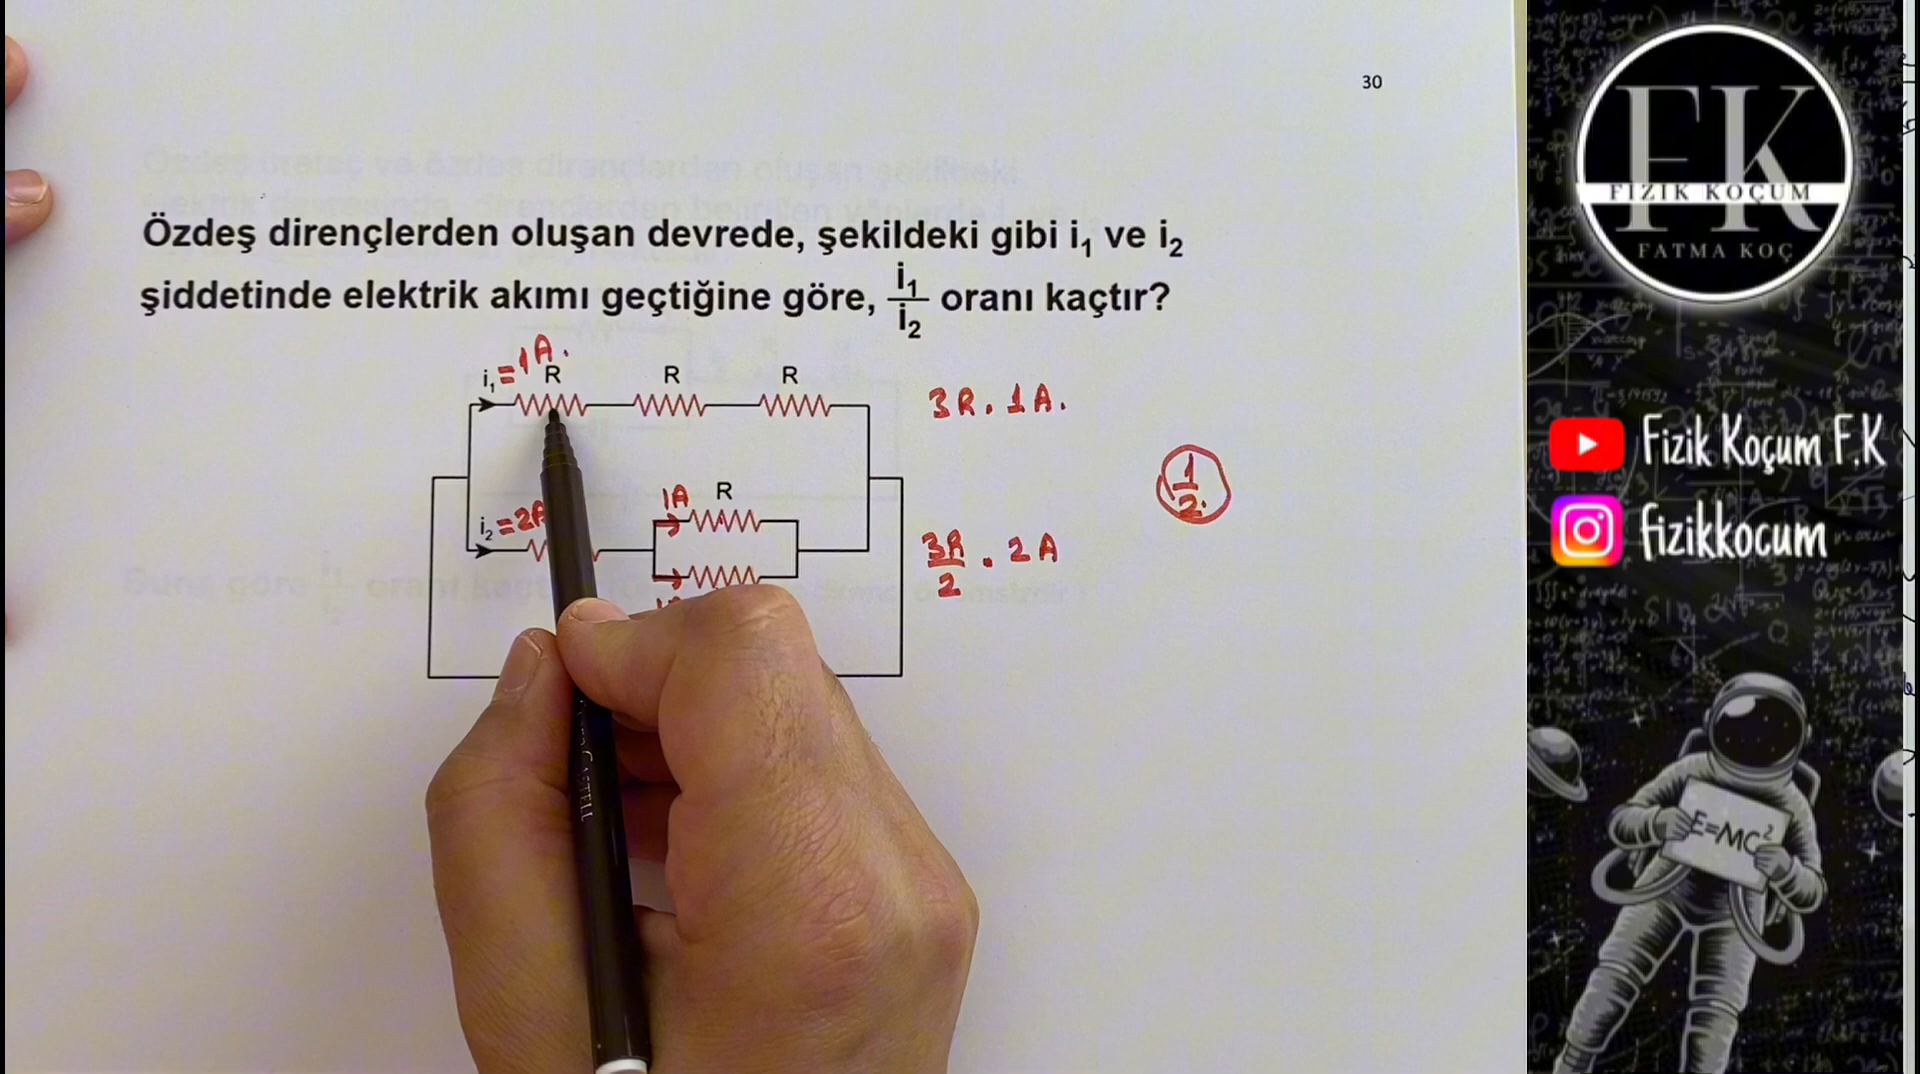 30
Özdeş dirençlerden oluşan devrede, şekildeki gibi i₁ ve i₂
şiddetinde elektrik akımı geçtiğine göre, i₁/i₂ oranı kaçtır?
i₁ = 1A.
R R R
3R . 1A.
1/2.
i₂ = 2A
1A R
3R/2 . 2A
FK
FIZIK KOÇUM
FATMA KOÇ
Fizik Koçum F.K
fizikkocum
E=MC²